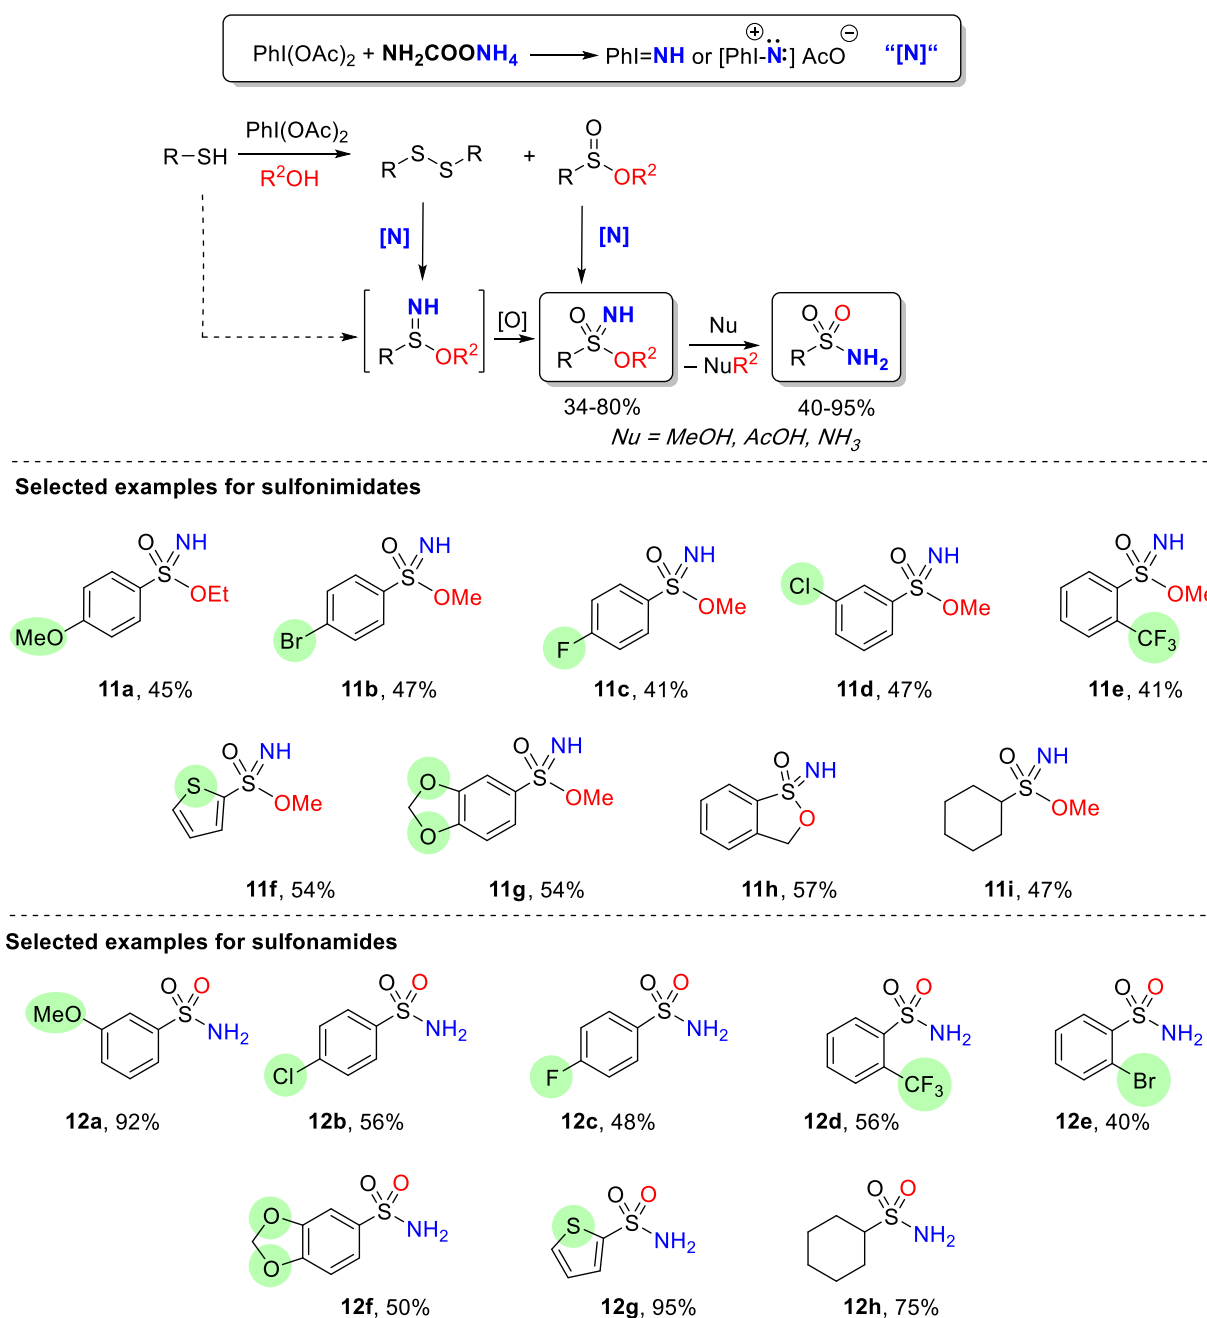 PhI(OAc)2 + NH2COONH4 PhI=NH or [PhI-N:] AcO “[N]“
⊕ ⊖
PhI(OAc)2
R–SH
R2OH
R S S R + R S O OR2
[N] [N]
NH S R OR2 [O] O NH S R OR2 Nu – NuR2 O O S R NH2
34-80% 40-95%
Nu = MeOH, AcOH, NH3
Selected examples for sulfonimidates
O NH S OEt MeO
O NH S OMe Br
O NH S OMe F
O NH S OMe Cl
O NH S OMe CF3
11a, 45% 11b, 47% 11c, 41% 11d, 47% 11e, 41%
O NH S OMe S
O NH S OMe O O
O NH S O
O NH S OMe
11f, 54% 11g, 54% 11h, 57% 11i, 47%
Selected examples for sulfonamides
O O S NH2 MeO
O O S NH2 Cl
O O S NH2 F
O O S NH2 CF3
O O S NH2 Br
12a, 92% 12b, 56% 12c, 48% 12d, 56% 12e, 40%
O O S NH2 O O
O O S NH2 S
O O S NH2
12f, 50% 12g, 95% 12h, 75%